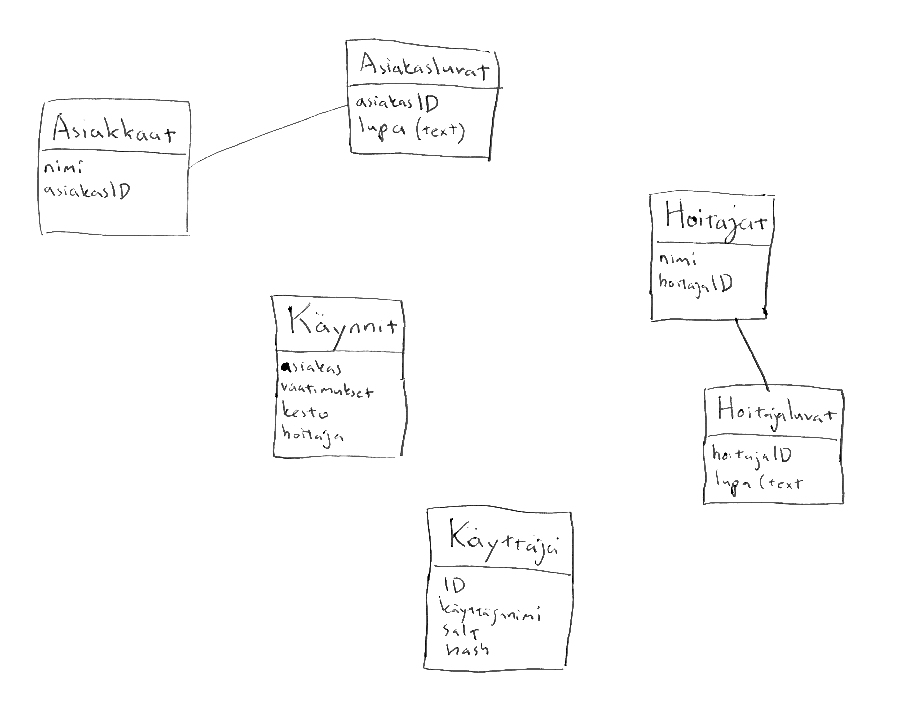 Asiakasluvat
asiakasID
lupa (text)
Asiakkaat
nimi
asiakasID
Hoitajat
nimi
hoitajaID
Käynnit
asiakas
vaatimukset
kesto
hoitaja
Hoitajaluvat
hoitajaID
lupa (text
Käyttäjä
ID
käyttäjänimi
salt
hash